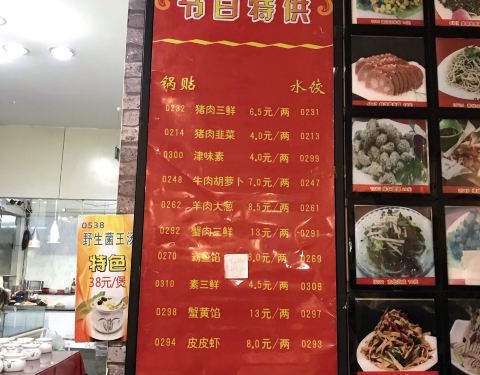 节日特供
锅贴 水饺
0232 猪肉三鲜 6.5元/两 0231
0214 猪肉韭菜 4.0元/两 0213
0300 津味素 4.0元/两 0299
0248 牛肉胡萝卜 7.0元/两 0247
0262 羊肉大葱 8.5元/两 0261
0292 蟹肉三鲜 13元/两 0291
0270 馅 6.0元/两 0269
0310 素三鲜 4.5元/两 0309
0298 蟹黄馅 13元/两 0297
0294 皮皮虾 8.0元/两 0293
0538
野生菌王汤
特色
38元/煲